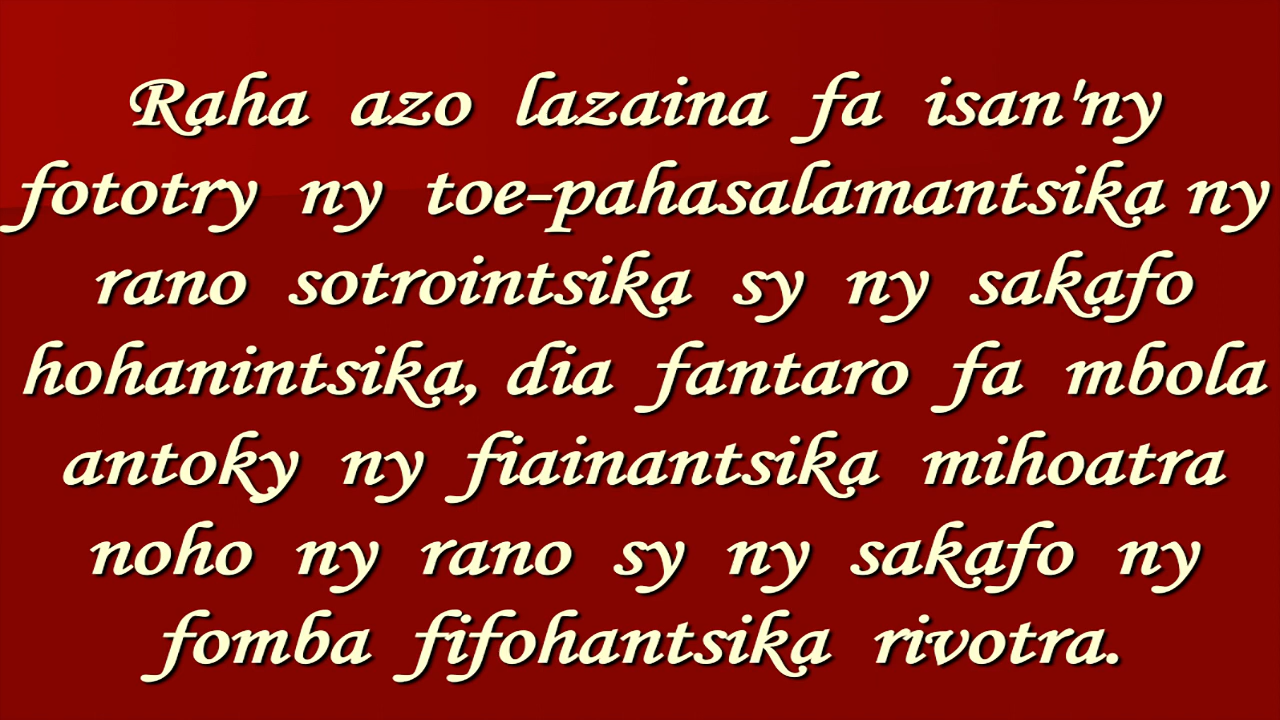 Raha azo lazaina fa isan'ny
fototry ny toe-pahasalamantsika ny
rano sotrointsika sy ny sakafo
hohanintsika, dia fantaro fa mbola
antoky ny fiainantsika mihoatra
noho ny rano sy ny sakafo ny
fomba fifohantsika rivotra.